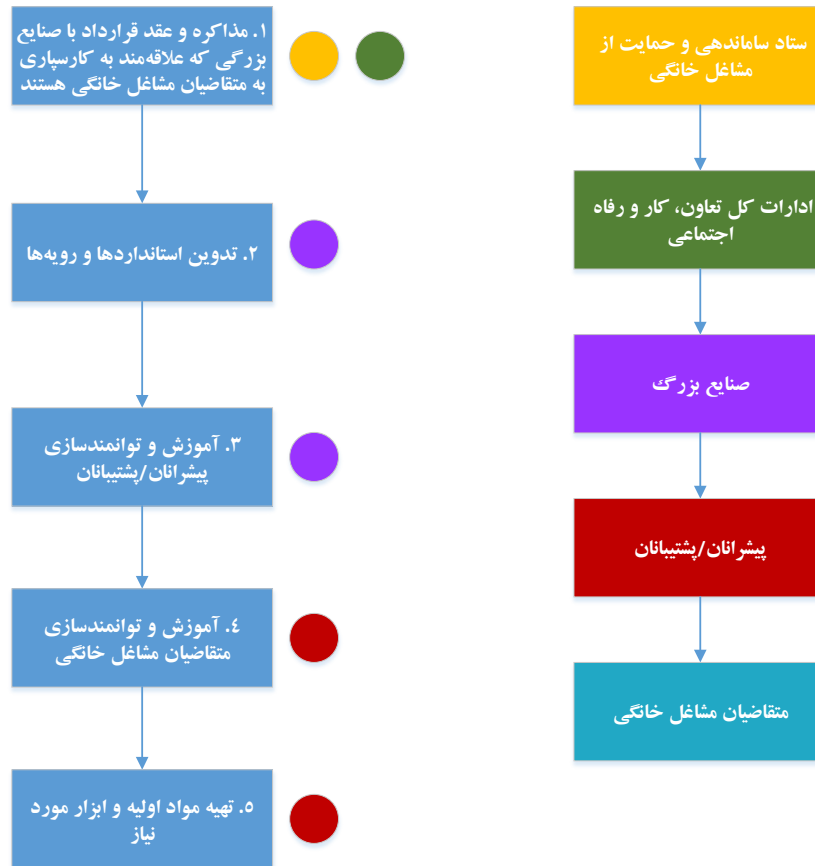 ۱. مذاکره و عقد قرارداد با صنایع
بزرگی که علاقه‌مند به کارسپاری
به متقاضیان مشاغل خانگی هستند
۲. تدوین استانداردها و رویه‌ها
۳. آموزش و توانمندسازی
پیشرانان/پشتیبانان
٤. آموزش و توانمندسازی
متقاضیان مشاغل خانگی
٥. تهیه مواد اولیه و ابزار مورد
نیاز
ستاد ساماندهی و حمایت از
مشاغل خانگی
ادارات کل تعاون، کار و رفاه
اجتماعی
صنایع بزرگ
پیشرانان/پشتیبانان
متقاضیان مشاغل خانگی